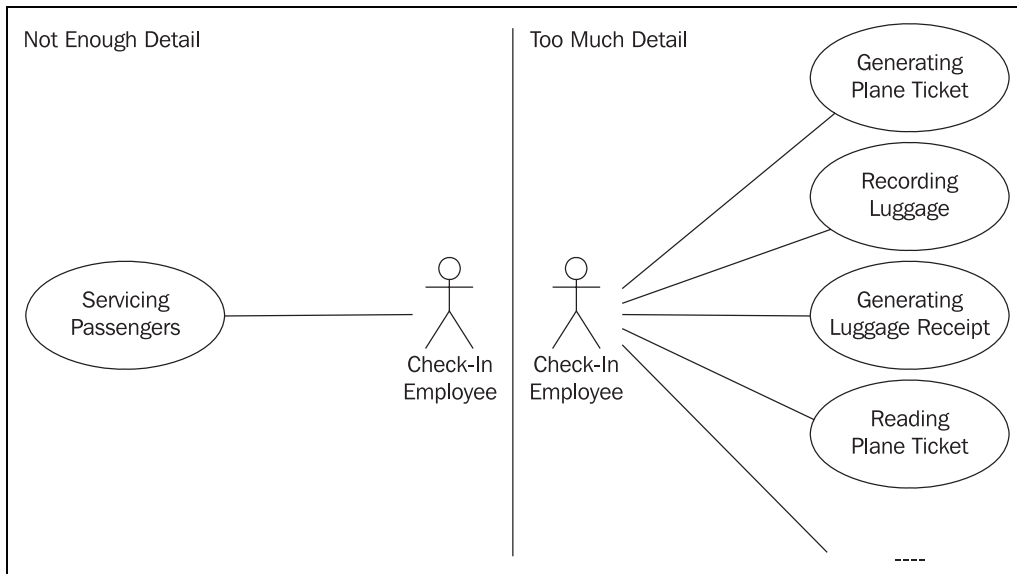 Not Enough Detail
Servicing
Passengers
Check-In
Employee
Too Much Detail
Check-In
Employee
Generating
Plane Ticket
Recording
Luggage
Generating
Luggage Receipt
Reading
Plane Ticket
----